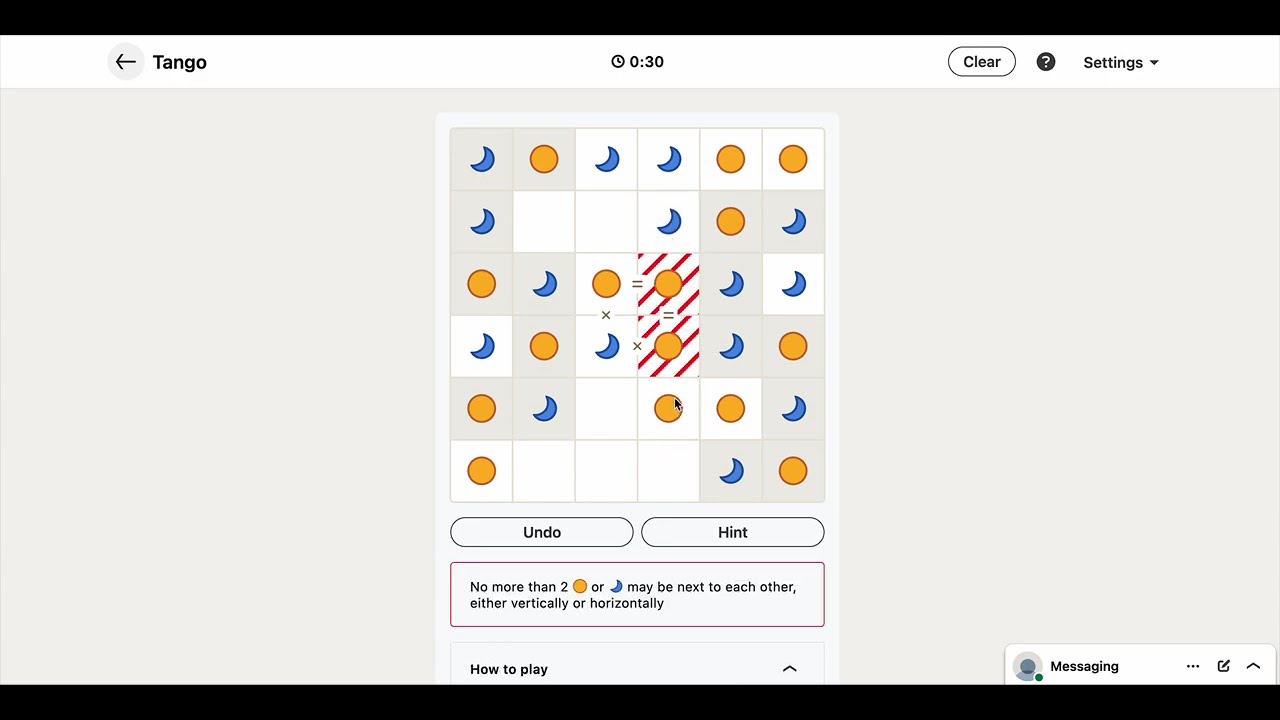 Tango
0:30
Clear
?
Settings
=
×
=
×
Undo
Hint
No more than 2 or may be next to each other,
either vertically or horizontally
How to play
Messaging